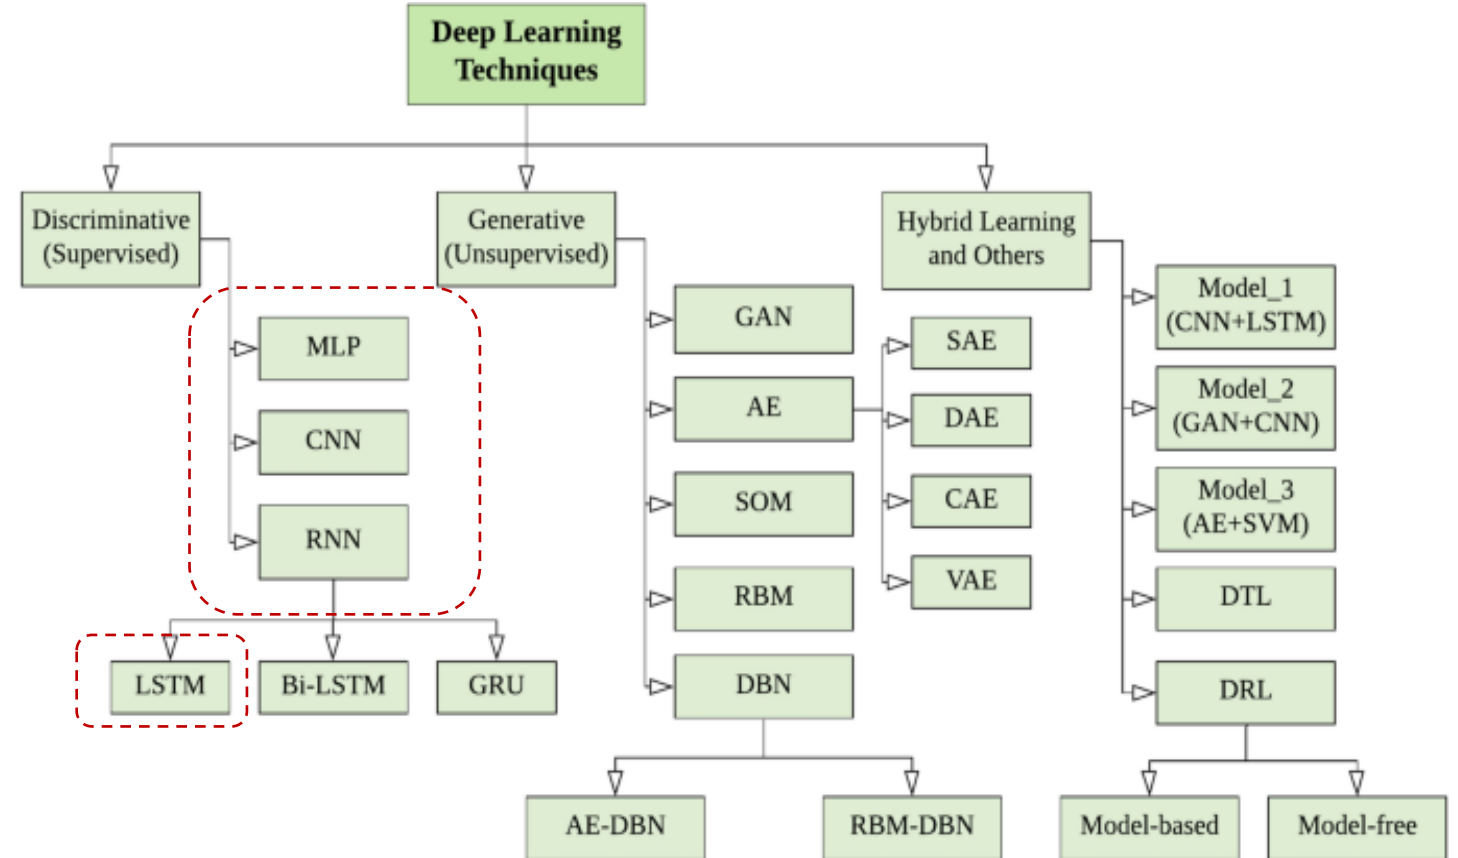 Deep Learning
Techniques
Discriminative
(Supervised)
Generative
(Unsupervised)
Hybrid Learning
and Others
MLP
CNN
RNN
LSTM
Bi-LSTM
GRU
GAN
AE
SOM
RBM
DBN
SAE
DAE
CAE
VAE
AE-DBN
RBM-DBN
Model_1
(CNN+LSTM)
Model_2
(GAN+CNN)
Model_3
(AE+SVM)
DTL
DRL
Model-based
Model-free